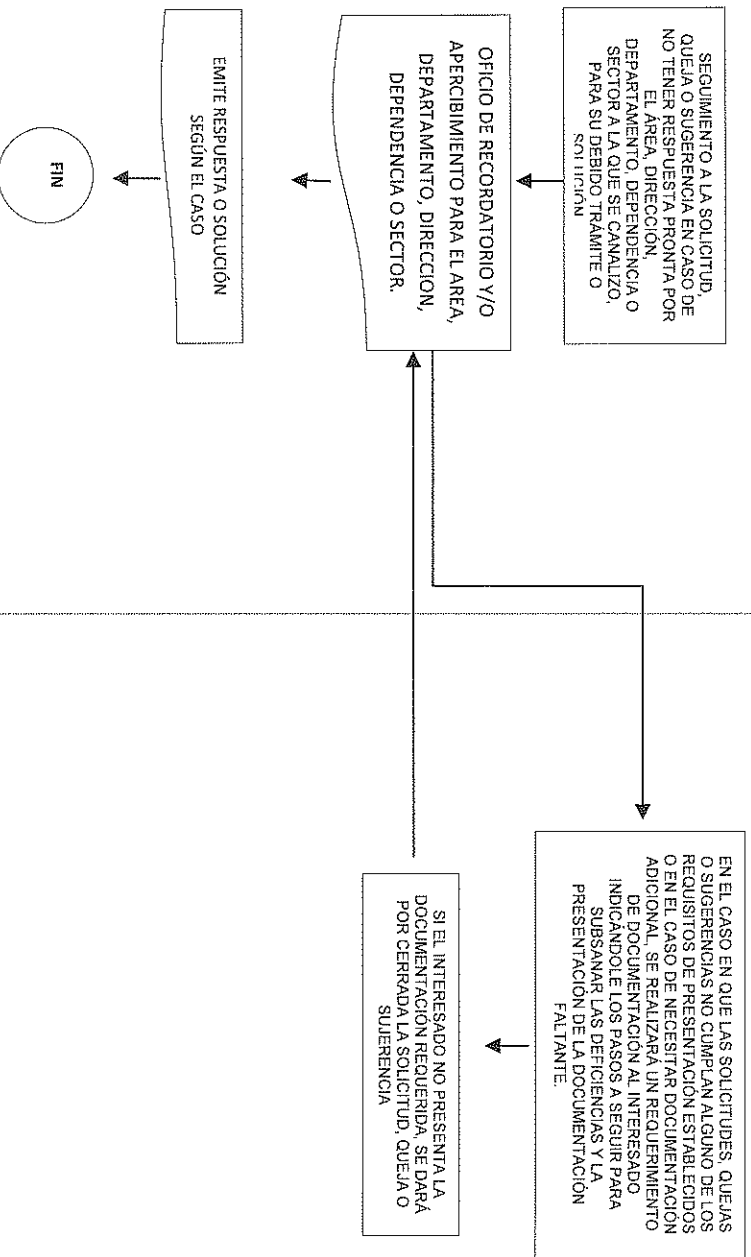 SEGUIMIENTO A LA SOLICITUD,
QUEJA O SUGERENCIA EN CASO DE
NO TENER RESPUESTA PRONTA POR
EL ÁREA, DIRECCIÓN,
DEPARTAMENTO, DEPENDENCIA O
SECTOR A LA QUE SE CANALIZO,
PARA SU DEBIDO TRÁMITE O
SOLUCIÓN
OFICIO DE RECORDATORIO Y/O
APERCIBIMIENTO PARA EL AREA,
DEPARTAMENTO, DIRECCION,
DEPENDENCIA O SECTOR.
EMITE RESPUESTA O SOLUCIÓN
SEGÚN EL CASO
FIN
EN EL CASO EN QUE LAS SOLICITUDES, QUEJAS
O SUGERENCIAS NO CUMPLAN ALGUNO DE LOS
REQUISITOS DE PRESENTACIÓN ESTABLECIDOS
O EN EL CASO DE NECESITAR DOCUMENTACIÓN
ADICIONAL, SE REALIZARÁ UN REQUERIMIENTO
DE DOCUMENTACIÓN AL INTERESADO
INDICÁNDOLE LOS PASOS A SEGUIR PARA
SUBSANAR LAS DEFICIENCIAS Y LA
PRESENTACIÓN DE LA DOCUMENTACIÓN
FALTANTE.
SI EL INTERESADO NO PRESENTA LA
DOCUMENTACIÓN REQUERIDA, SE DARÁ
POR CERRADA LA SOLICITUD, QUEJA O
SUJERENCIA